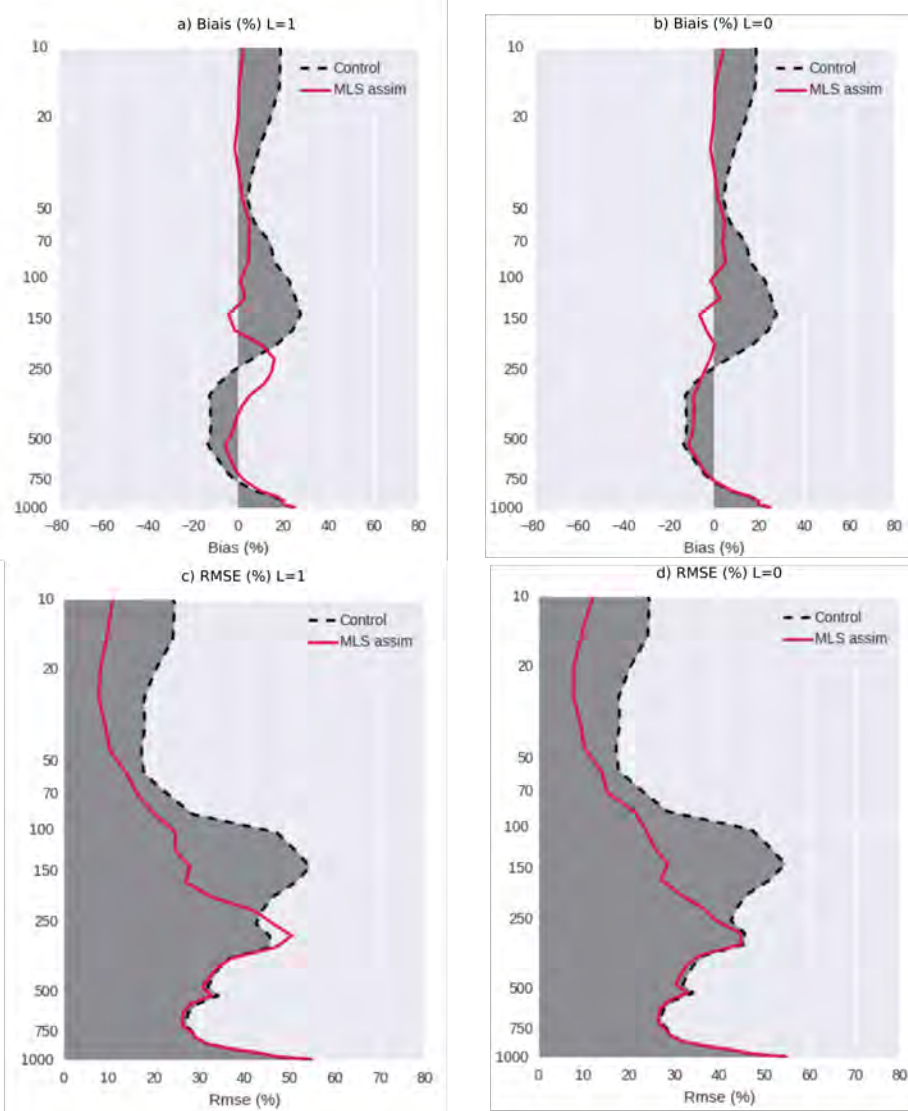 a) Biais (%) L=1
10
20
50
70
100
150
250
500
750
1000
Control
MLS assim
−80 −60 −40 −20 0 20 40 60 80
Bias (%)
b) Biais (%) L=0
10
20
50
70
100
150
250
500
750
1000
Control
MLS assim
−80 −60 −40 −20 0 20 40 60 80
Bias (%)
c) RMSE (%) L=1
10
20
50
70
100
150
250
500
750
1000
Control
MLS assim
0 10 20 30 40 50 60 70 80
Rmse (%)
d) RMSE (%) L=0
10
20
50
70
100
150
250
500
750
1000
Control
MLS assim
0 10 20 30 40 50 60 70 80
Rmse (%)